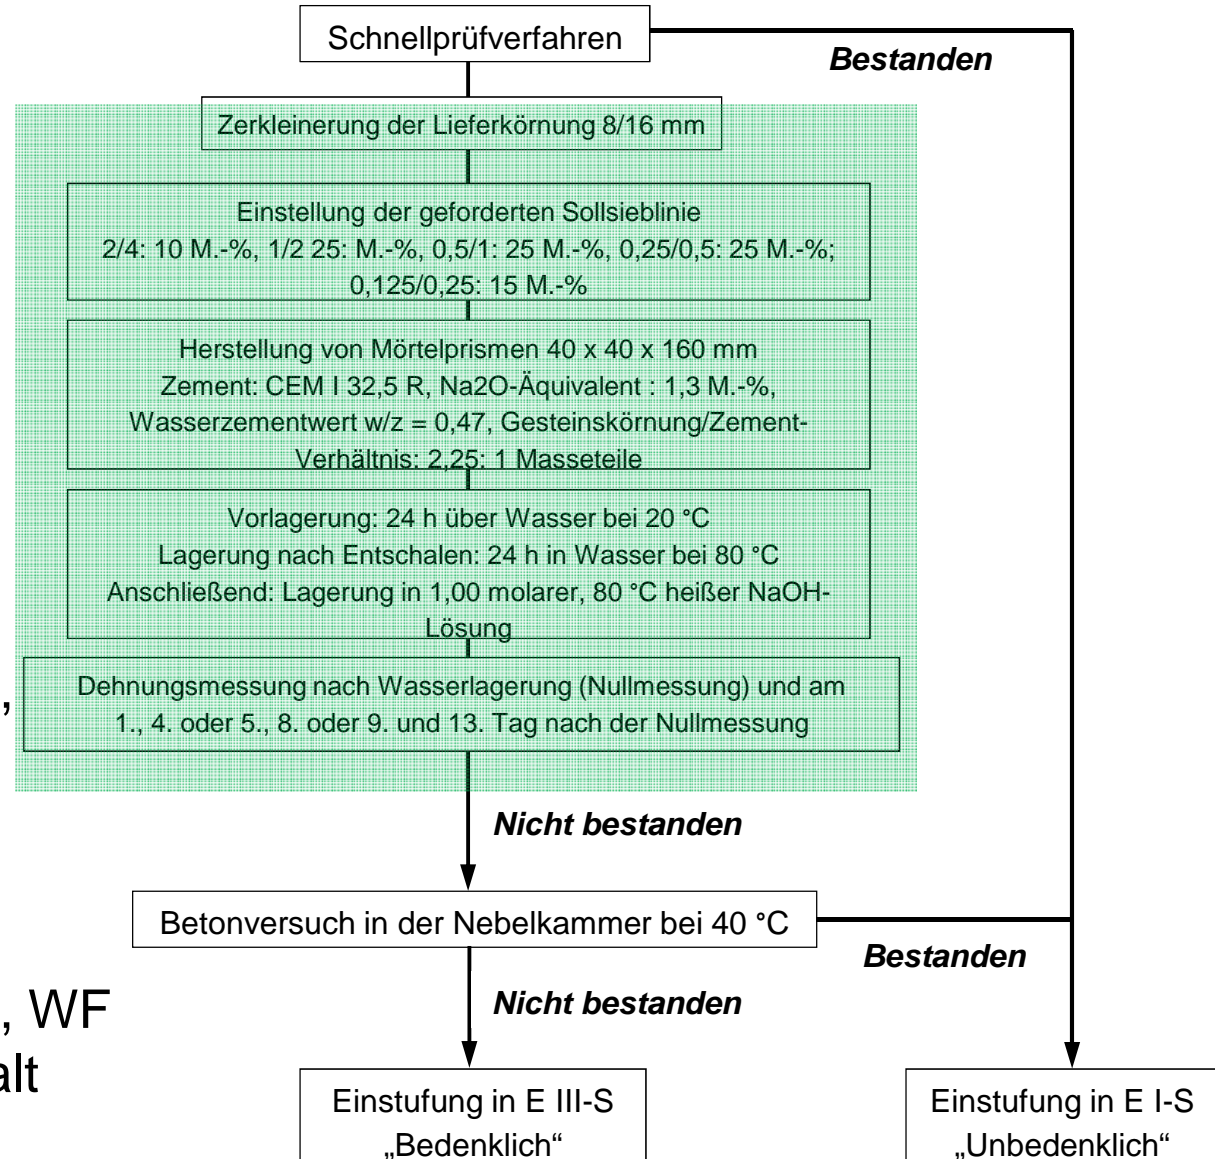 Schnellprüfverfahren
Bestanden
Zerkleinerung der Lieferkörnung 8/16 mm
Einstellung der geforderten Sollsieblinie
2/4: 10 M.-%, 1/2 25: M.-%, 0,5/1: 25 M.-%, 0,25/0,5: 25 M.-%;
0,125/0,25: 15 M.-%
Herstellung von Mörtelprismen 40 x 40 x 160 mm
Zement: CEM I 32,5 R, Na2O-Äquivalent : 1,3 M.-%,
Wasserzementwert w/z = 0,47, Gesteinskörnung/Zement-
Verhältnis: 2,25: 1 Masseteile
Vorlagerung: 24 h über Wasser bei 20 °C
Lagerung nach Entschalen: 24 h in Wasser bei 80 °C
Anschließend: Lagerung in 1,00 molarer, 80 °C heißer NaOH-
Lösung
Dehnungsmessung nach Wasserlagerung (Nullmessung) und am
1., 4. oder 5., 8. oder 9. und 13. Tag nach der Nullmessung
,
Nicht bestanden
Betonversuch in der Nebelkammer bei 40 °C
Bestanden
Nicht bestanden
, WF
alt
Einstufung in E III-S
„Bedenklich“
Einstufung in E I-S
„Unbedenklich“